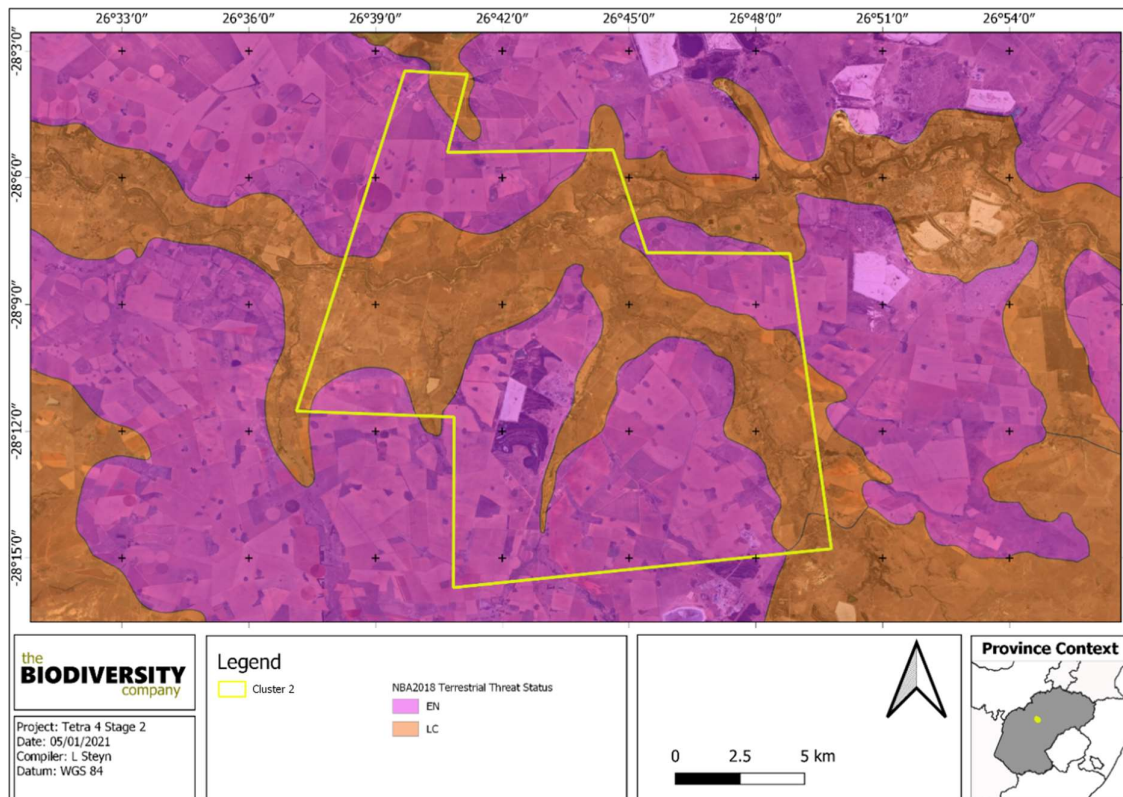 26°33'0" 26°36'0" 26°39'0" 26°42'0" 26°45'0" 26°48'0" 26°51'0" 26°54'0"
-28°3'0"
-28°6'0"
-28°9'0"
-28°12'0"
-28°15'0"
the
BIODIVERSITY
company
Project: Tetra 4 Stage 2
Date: 05/01/2021
Compiler: L Steyn
Datum: WGS 84
Legend
Cluster 2
NBA2018 Terrestrial Threat Status
EN
LC
0 2.5 5 km
Province Context